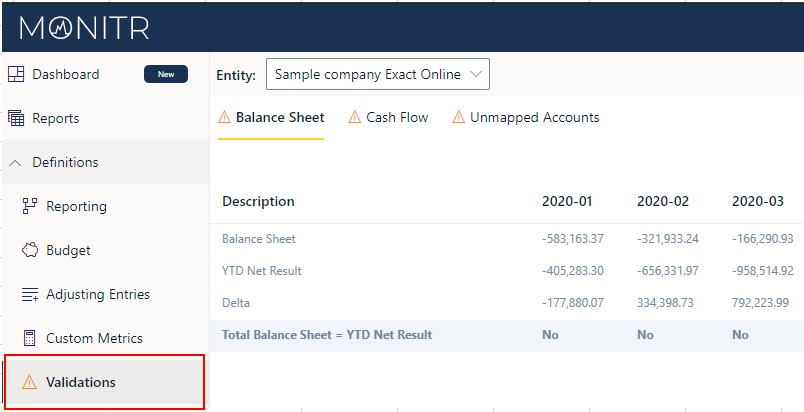 MONITR
Dashboard New
Reports
Definitions
Reporting
Budget
Adjusting Entries
Custom Metrics
Validations
Entity: Sample company Exact Online
Balance Sheet Cash Flow Unmapped Accounts
Description 2020-01 2020-02 2020-03
Balance Sheet -583,163.37 -321,933.24 -166,290.93
YTD Net Result -405,283.30 -656,331.97 -958,514.92
Delta -177,880.07 334,398.73 792,223.99
Total Balance Sheet = YTD Net Result No No No